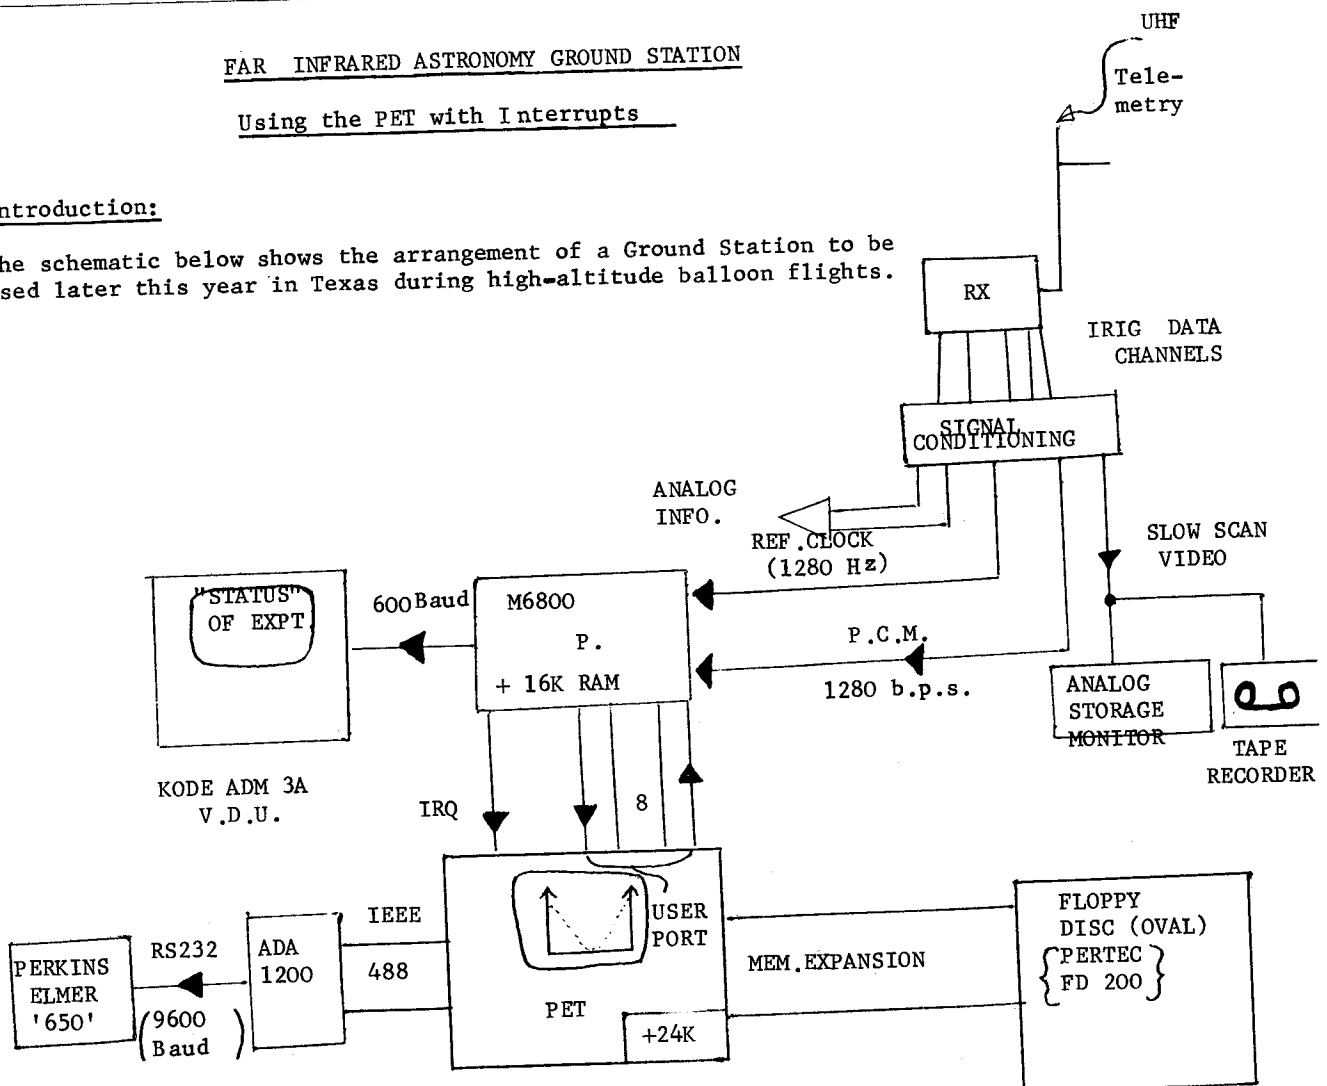 UHF
Tele-
metry
FAR INFRARED ASTRONOMY GROUND STATION
Using the PET with Interrupts
ntroduction:
he schematic below shows the arrangement of a Ground Station to be
sed later this year in Texas during high-altitude balloon flights.
RX
IRIG DATA
CHANNELS
SIGNAL
CONDITIONING
ANALOG
INFO.
REF.CLOCK
(1280 Hz)
SLOW SCAN
VIDEO
"STATUS"
OF EXPT
600 Baud
M6800
P.
+ 16K RAM
P.C.M.
1280 b.p.s.
ANALOG
STORAGE
MONITOR
TAPE
RECORDER
KODE ADM 3A
V.D.U.
IRQ
8
USER
PORT
PET
+24K
IEEE
488
ADA
1200
RS232
(9600
Baud)
PERKINS
ELMER
'650'
MEM.EXPANSION
FLOPPY
DISC (OVAL)
{PERTEC
FD 200}